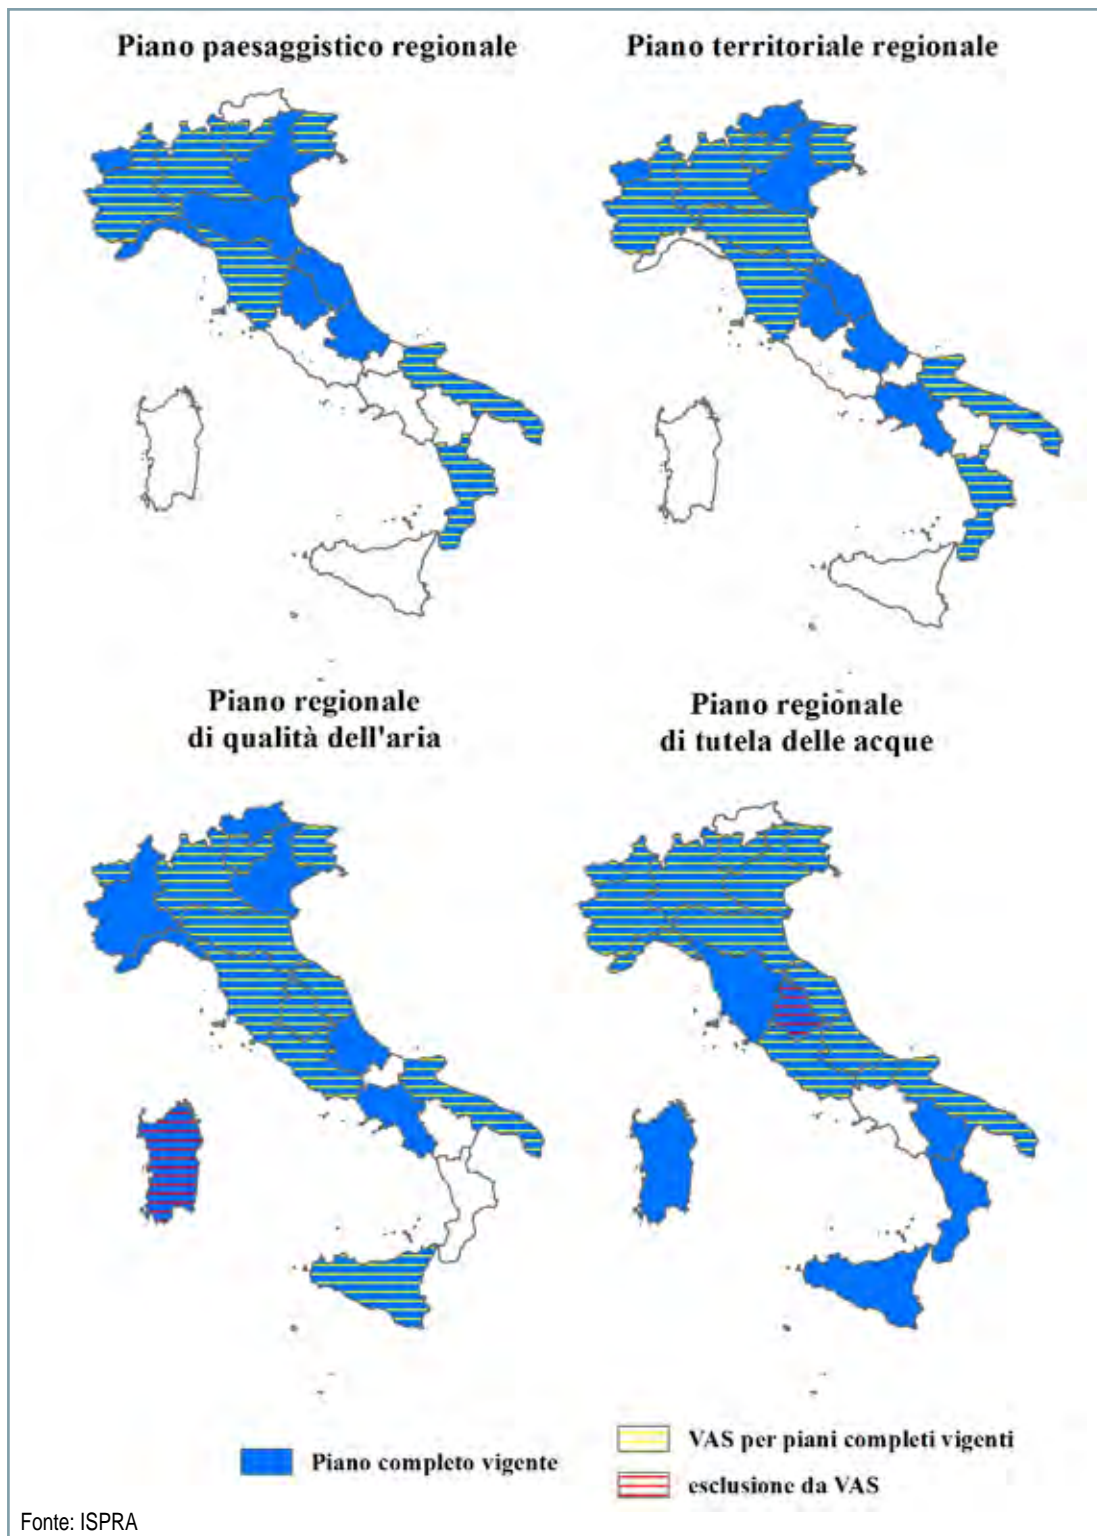 Piano paesaggistico regionale
Piano territoriale regionale
Piano regionale
di qualità dell'aria
Piano regionale
di tutela delle acque
Piano completo vigente
VAS per piani completi vigenti
esclusione da VAS
Fonte: ISPRA